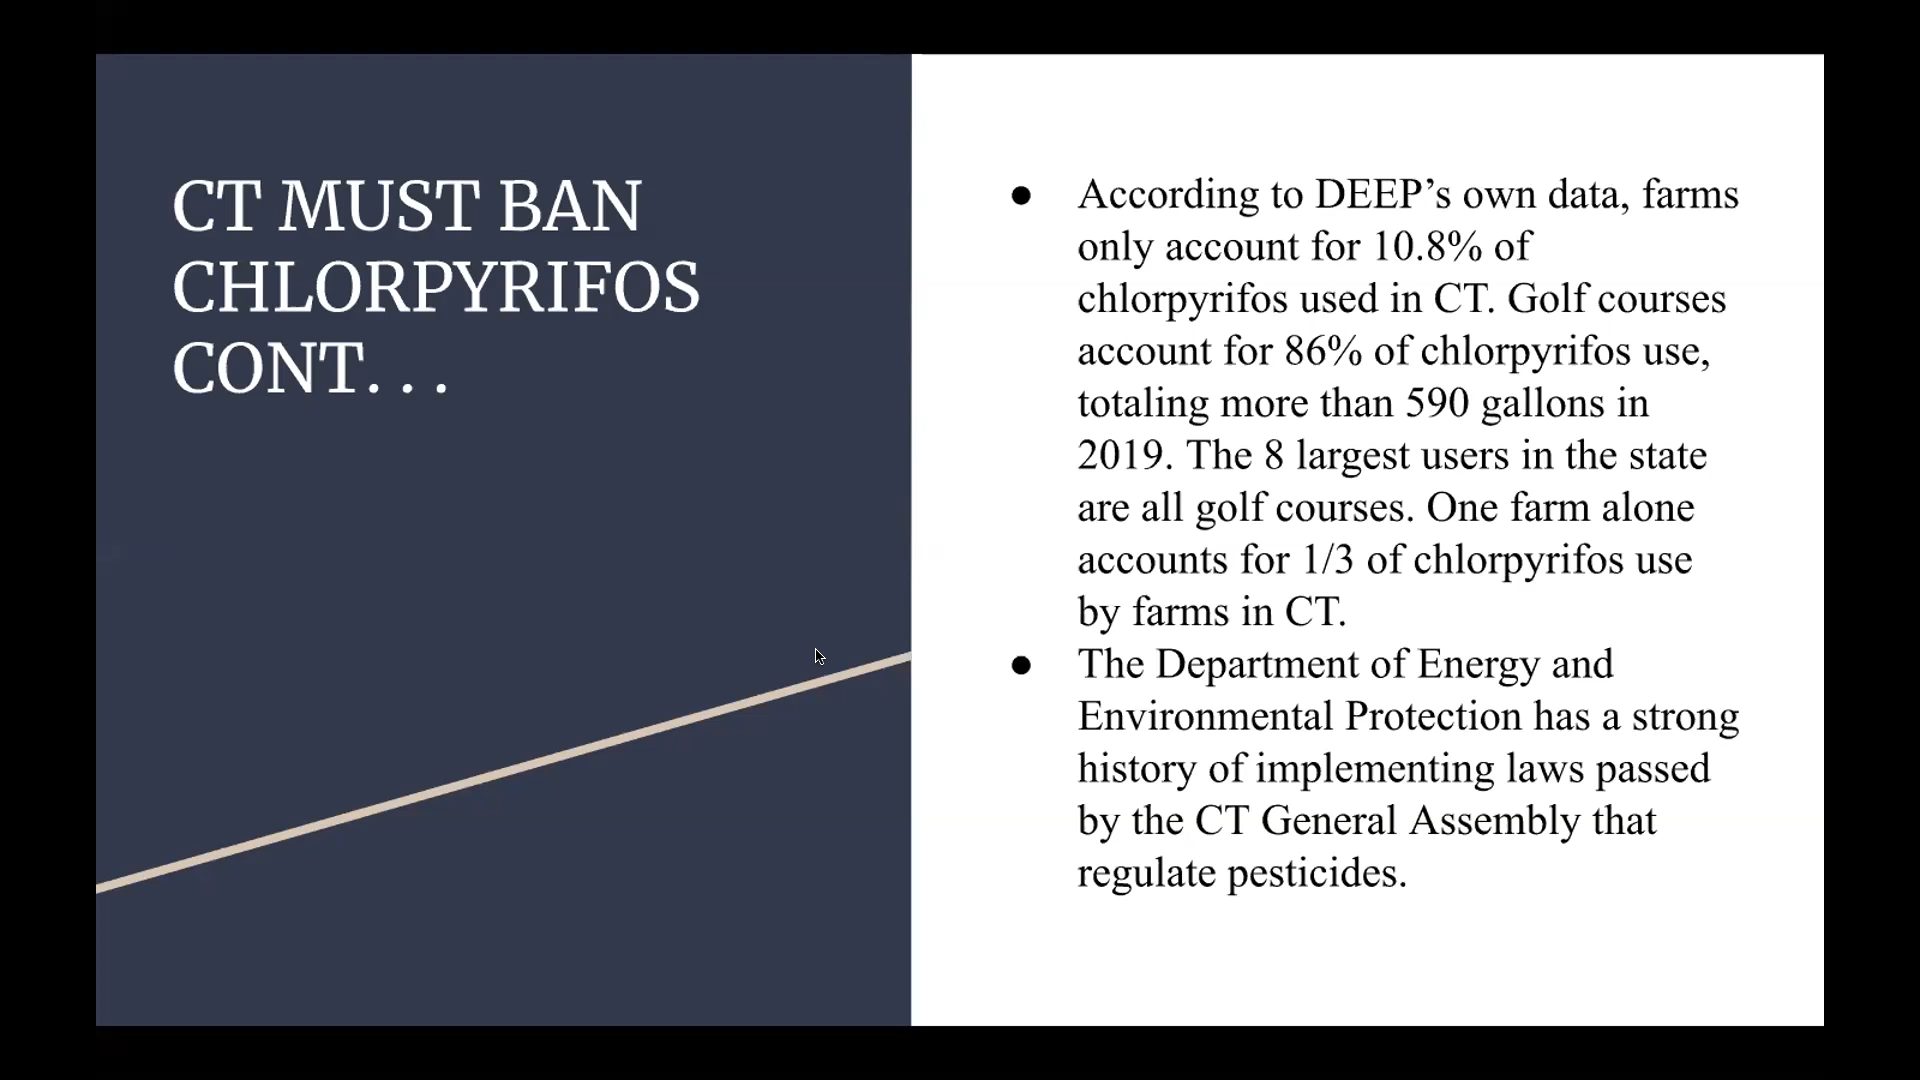 CT MUST BAN
CHLORPYRIFOS
CONT. . .
● According to DEEP’s own data, farms
only account for 10.8% of
chlorpyrifos used in CT. Golf courses
account for 86% of chlorpyrifos use,
totaling more than 590 gallons in
2019. The 8 largest users in the state
are all golf courses. One farm alone
accounts for 1/3 of chlorpyrifos use
by farms in CT.
● The Department of Energy and
Environmental Protection has a strong
history of implementing laws passed
by the CT General Assembly that
regulate pesticides.